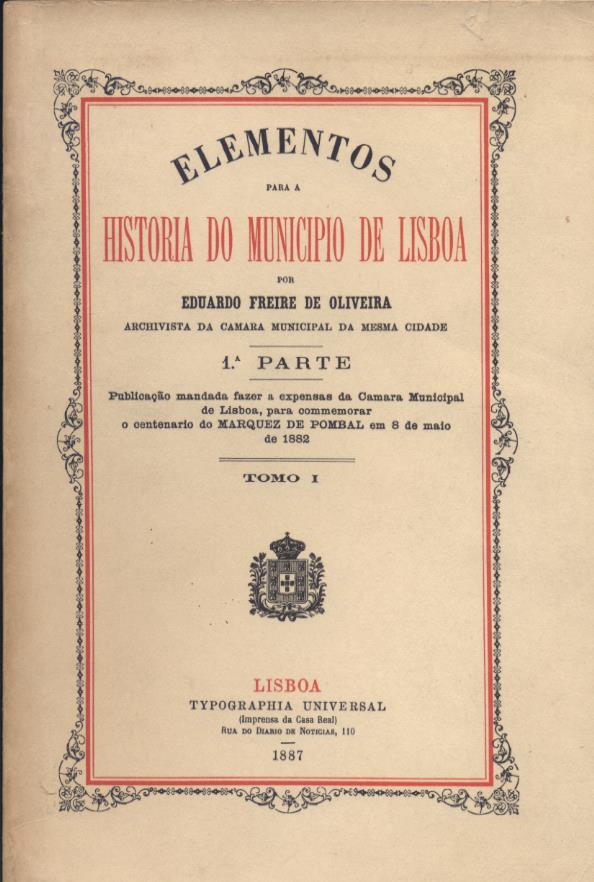 ELEMENTOS
PARA A
HISTORIA DO MUNICIPIO DE LISBOA
POR
EDUARDO FREIRE DE OLIVEIRA
ARCHIVISTA DA CAMARA MUNICIPAL DA MESMA CIDADE
1.ᴬ PARTE
Publicação mandada fazer a expensas da Camara Municipal
de Lisboa, para commemorar
o centenario do MARQUEZ DE POMBAL em 8 de maio
de 1882
TOMO I
LISBOA
TYPOGRAPHIA UNIVERSAL
(Imprensa da Casa Real)
RUA DO DIARIO DE NOTICIAS, 110
1887